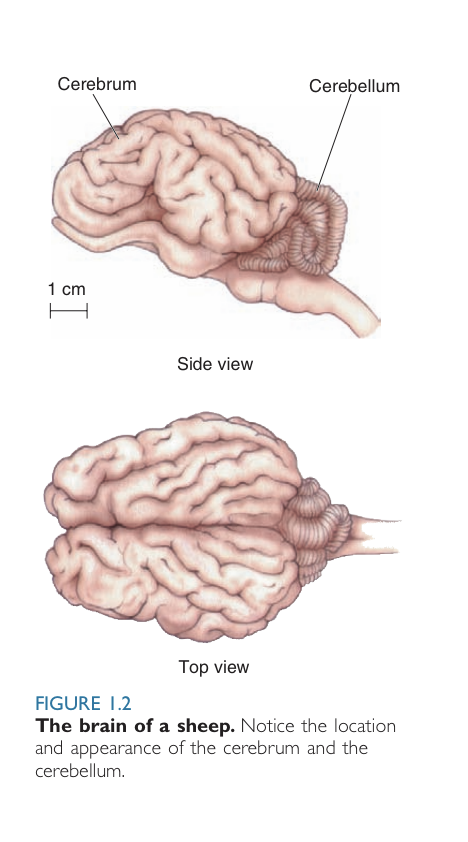 Cerebrum
Cerebellum
1 cm
Side view
Top view
FIGURE 1.2
The brain of a sheep. Notice the location
and appearance of the cerebrum and the
cerebellum.